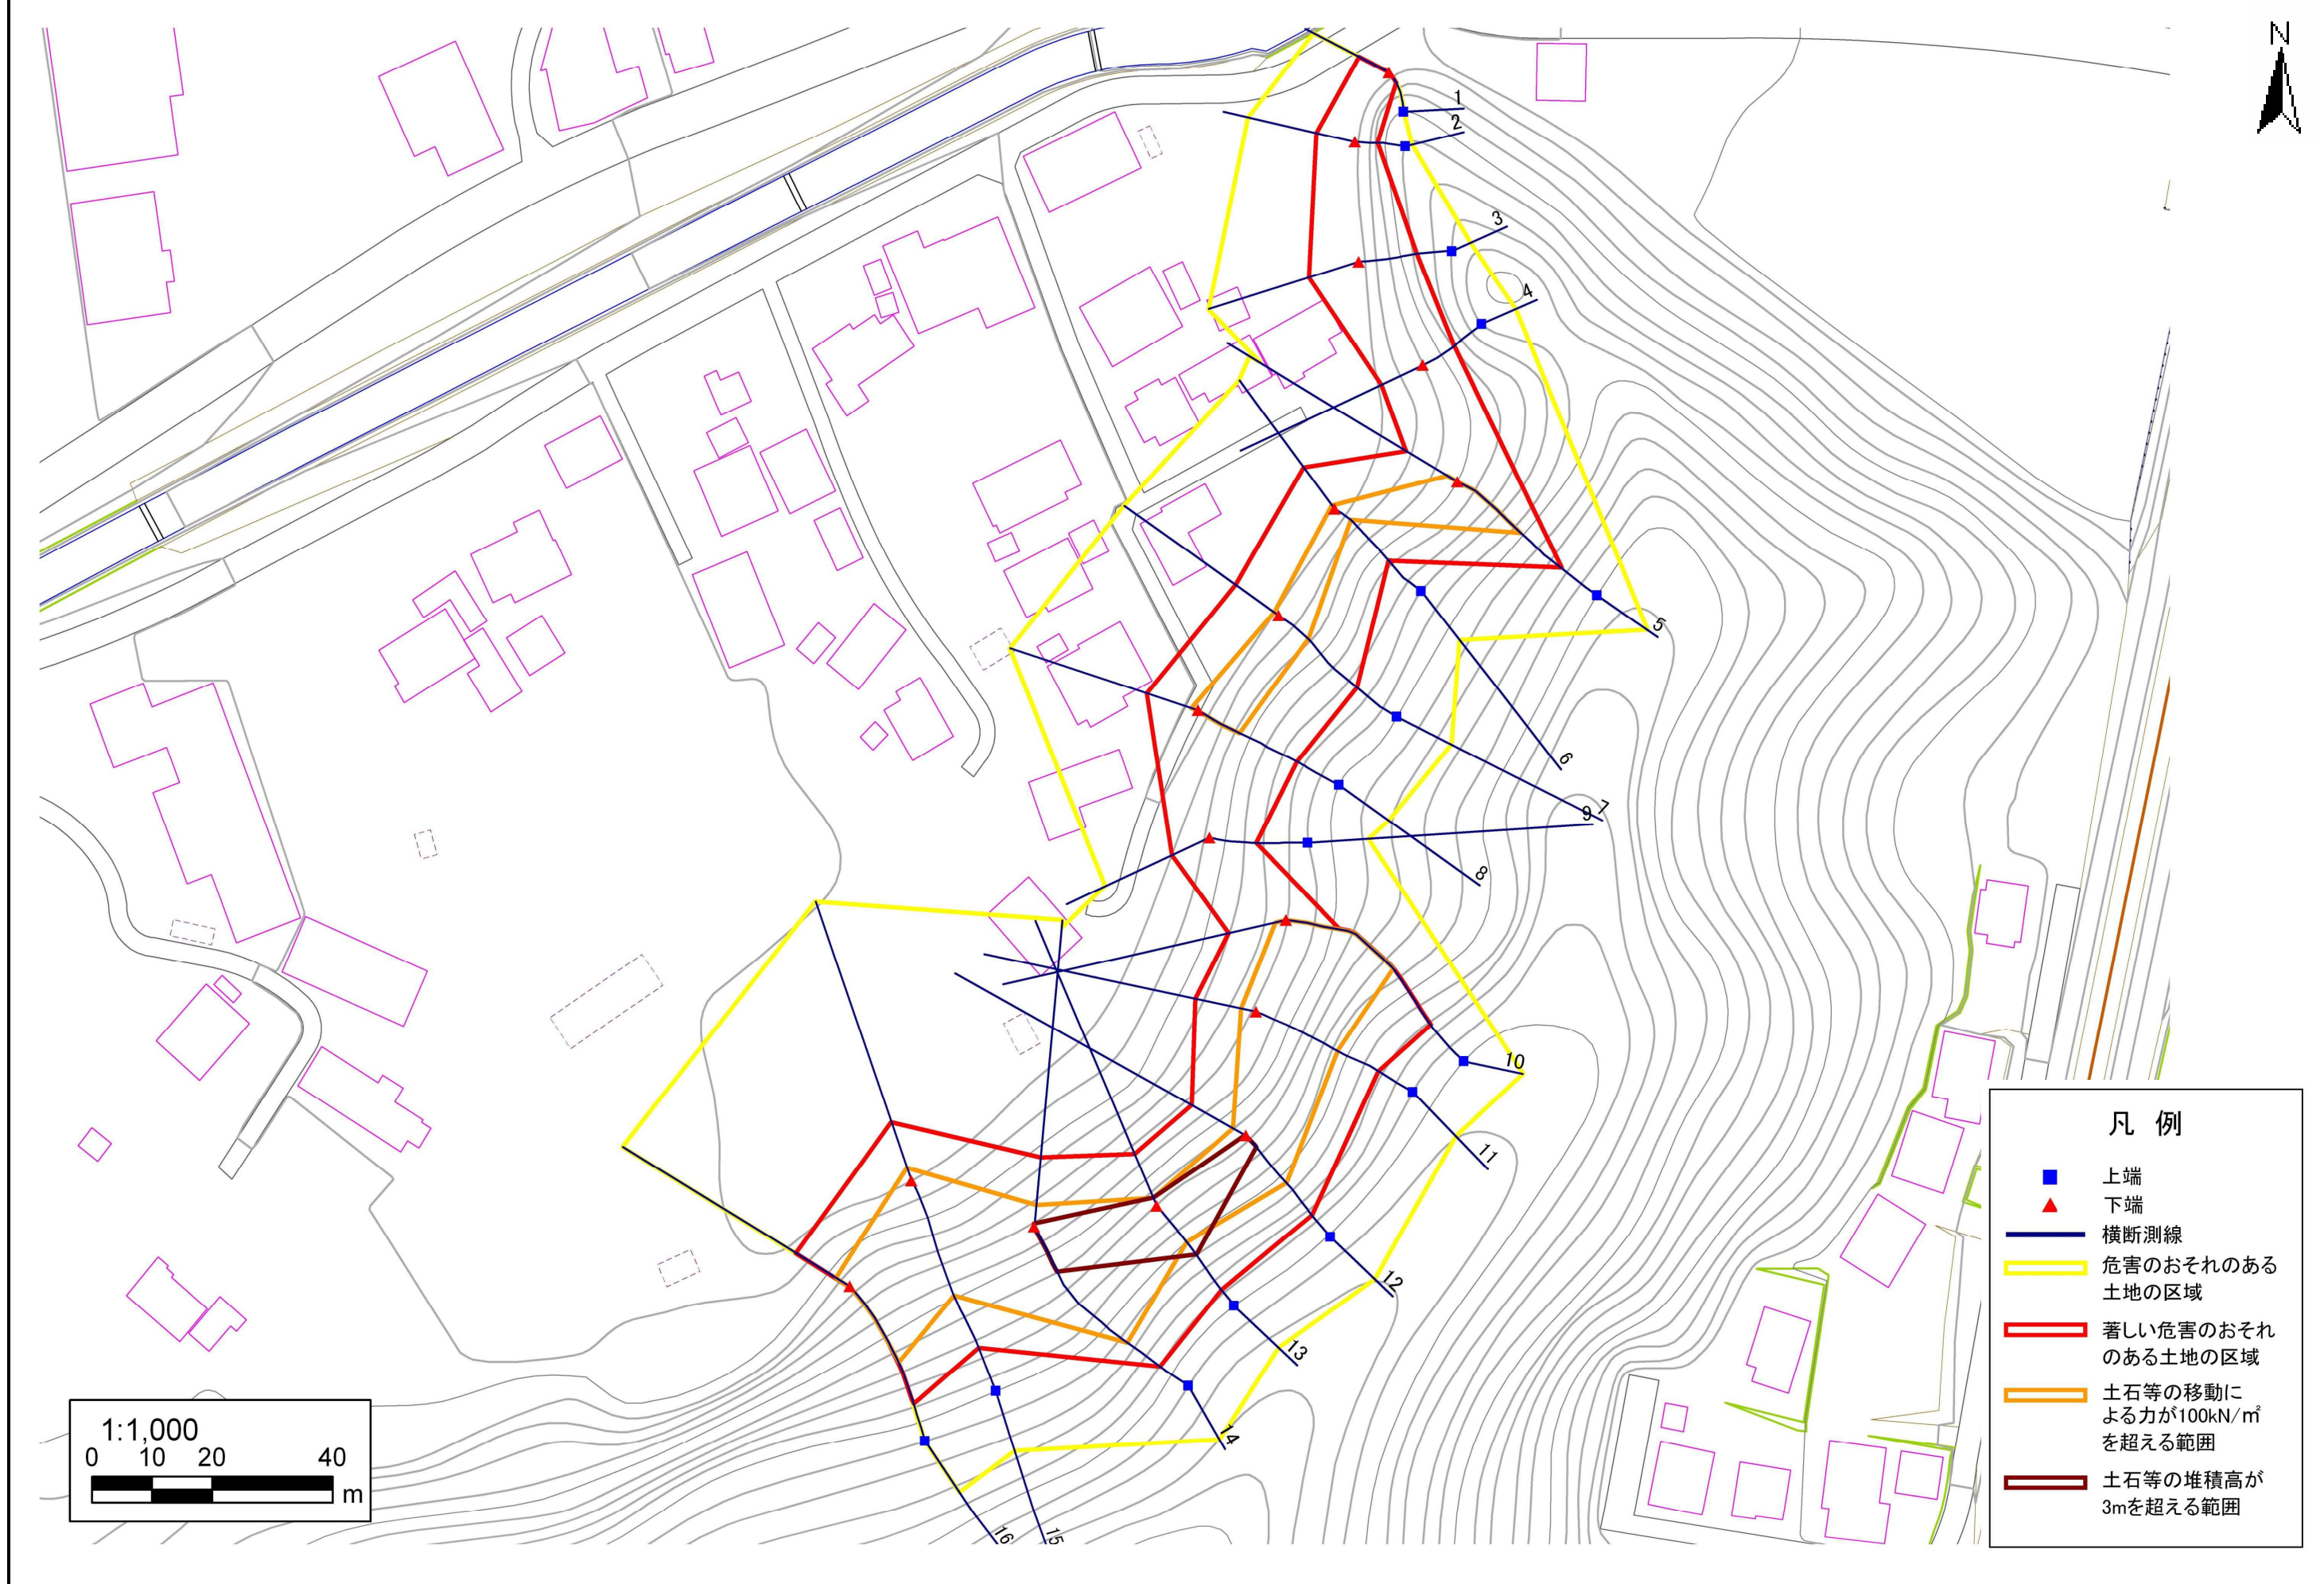 N
1
2
3
4
5
6
7
9
8
10
11
12
13
14
15
16
1:1,000
0 10 20 40
m
凡 例
上端
下端
横断測線
危害のおそれのある
土地の区域
著しい危害のおそれ
のある土地の区域
土石等の移動に
よる力が100kN/㎡
を超える範囲
土石等の堆積高が
3mを超える範囲